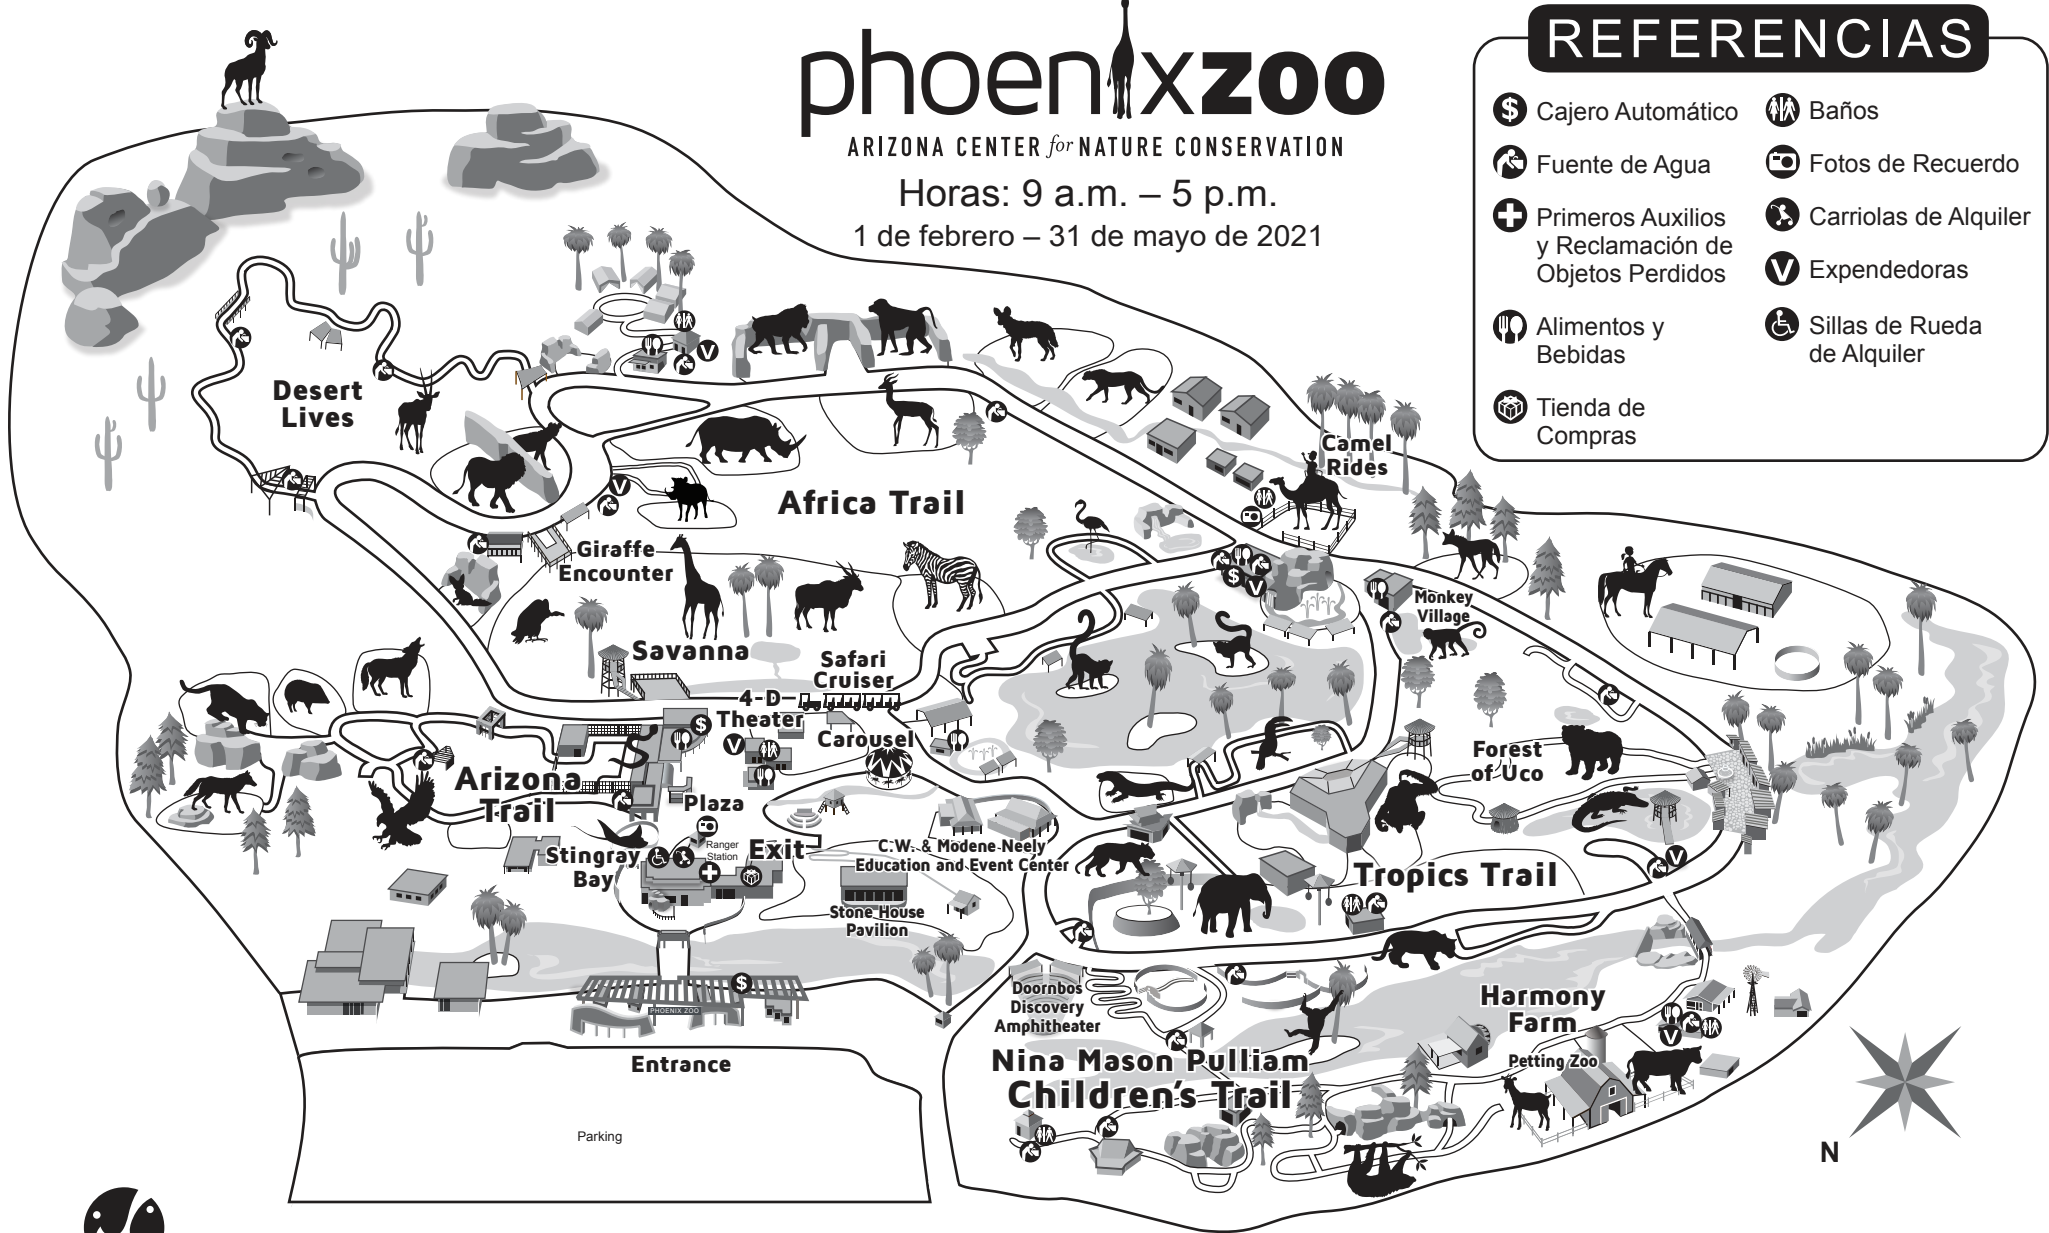 phoenixzoo
ARIZONA CENTER for NATURE CONSERVATION
Horas: 9 a.m. – 5 p.m.
1 de febrero – 31 de mayo de 2021
REFERENCIAS
$ Cajero Automático
Fuente de Agua
Primeros Auxilios
y Reclamación de
Objetos Perdidos
Alimentos y
Bebidas
Tienda de
Compras
Baños
Fotos de Recuerdo
Carriolas de Alquiler
V Expendedoras
Sillas de Rueda
de Alquiler
V
Desert
Lives
Camel
Rides
V
Africa Trail
Giraffe
Encounter
$
V
Monkey
Village
Savanna
Safari
Cruiser
4-D
Theater
$
V
Carousel
Forest
of Uco
Arizona
Trail
Plaza
Ranger
Station
Exit
Stingray
Bay
C.W. & Modene Neely
Education and Event Center
V
Tropics Trail
Stone House
Pavilion
$
PHOENIX ZOO
Entrance
Doornbos
Discovery
Amphitheater
Harmony
Farm
V
Petting Zoo
Nina Mason Pulliam
Children's Trail
Parking
N